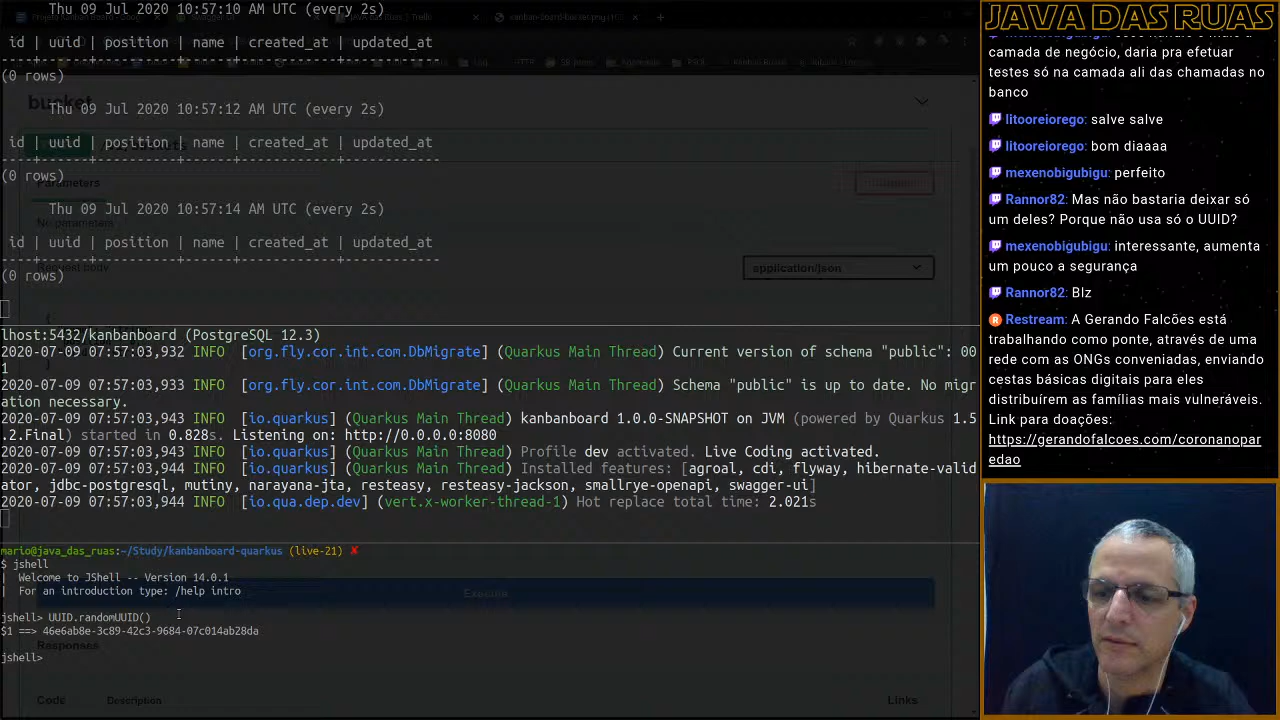 Thu 09 Jul 2020 10:57:10 AM UTC (every 2s)
id | uuid | position | name | created_at | updated_at
----+------+----------+------+------------+------------
(0 rows)
Thu 09 Jul 2020 10:57:12 AM UTC (every 2s)
id | uuid | position | name | created_at | updated_at
----+------+----------+------+------------+------------
(0 rows)
Thu 09 Jul 2020 10:57:14 AM UTC (every 2s)
id | uuid | position | name | created_at | updated_at
----+------+----------+------+------------+------------
(0 rows)
bucket
Parameters
No parameters
Request body
application/json
lhost:5432/kanbanboard (PostgreSQL 12.3)
2020-07-09 07:57:03,932 INFO [org.fly.cor.int.com.DbMigrate] (Quarkus Main Thread) Current version of schema "public": 00
1
2020-07-09 07:57:03,933 INFO [org.fly.cor.int.com.DbMigrate] (Quarkus Main Thread) Schema "public" is up to date. No migr
ation necessary.
2020-07-09 07:57:03,943 INFO [io.quarkus] (Quarkus Main Thread) kanbanboard 1.0.0-SNAPSHOT on JVM (powered by Quarkus 1.5
.2.Final) started in 0.828s. Listening on: http://0.0.0.0:8080
2020-07-09 07:57:03,944 INFO [io.quarkus] (Quarkus Main Thread) Profile dev activated. Live Coding activated.
2020-07-09 07:57:03,944 INFO [io.quarkus] (Quarkus Main Thread) Installed features: [agroal, cdi, flyway, hibernate-valid
ator, jdbc-postgresql, mutiny, narayana-jta, resteasy, resteasy-jackson, smallrye-openapi, swagger-ui]
2020-07-09 07:57:03,944 INFO [io.qua.dep.dev] (vert.x-worker-thread-1) Hot replace total time: 2.021s
mario@java_das_ruas:~/Study/kanbanboard-quarkus (live-21) ✘
$ jshell
| Welcome to JShell -- Version 14.0.1
| For an introduction type: /help intro
Execute
jshell> UUID.randomUUID()
$1 ==> 46e6ab8e-3c89-42c3-9684-07c014ab28da
Responses
jshell>
Code Description Links
JAVA DAS RUAS
camada de negócio, daria pra efetuar
testes só na camada ali das chamadas no
banco
litooreiorego: salve salve
litooreiorego: bom diaaaa
mexenobigubigu: perfeito
Rannor82: Mas não bastaria deixar só
um deles? Porque não usa só o UUID?
mexenobigubigu: interessante, aumenta
um pouco a segurança
Rannor82: Blz
Restream: A Gerando Falcões está
trabalhando como ponte, através de uma
rede com as ONGs conveniadas, enviando
cestas básicas digitais para eles
distribuírem as famílias mais vulneráveis.
Link para doações:
https://gerandofalcoes.com/coronanopar
edao